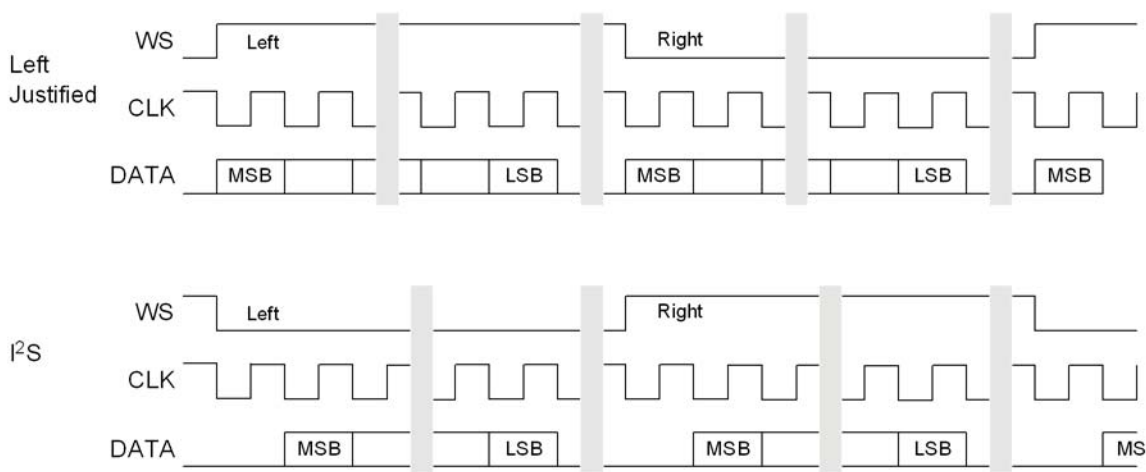 WS Left Right
Left
Justified
CLK
DATA MSB LSB MSB LSB MSB
WS Left Right
I²S
CLK
DATA MSB LSB MSB LSB MS